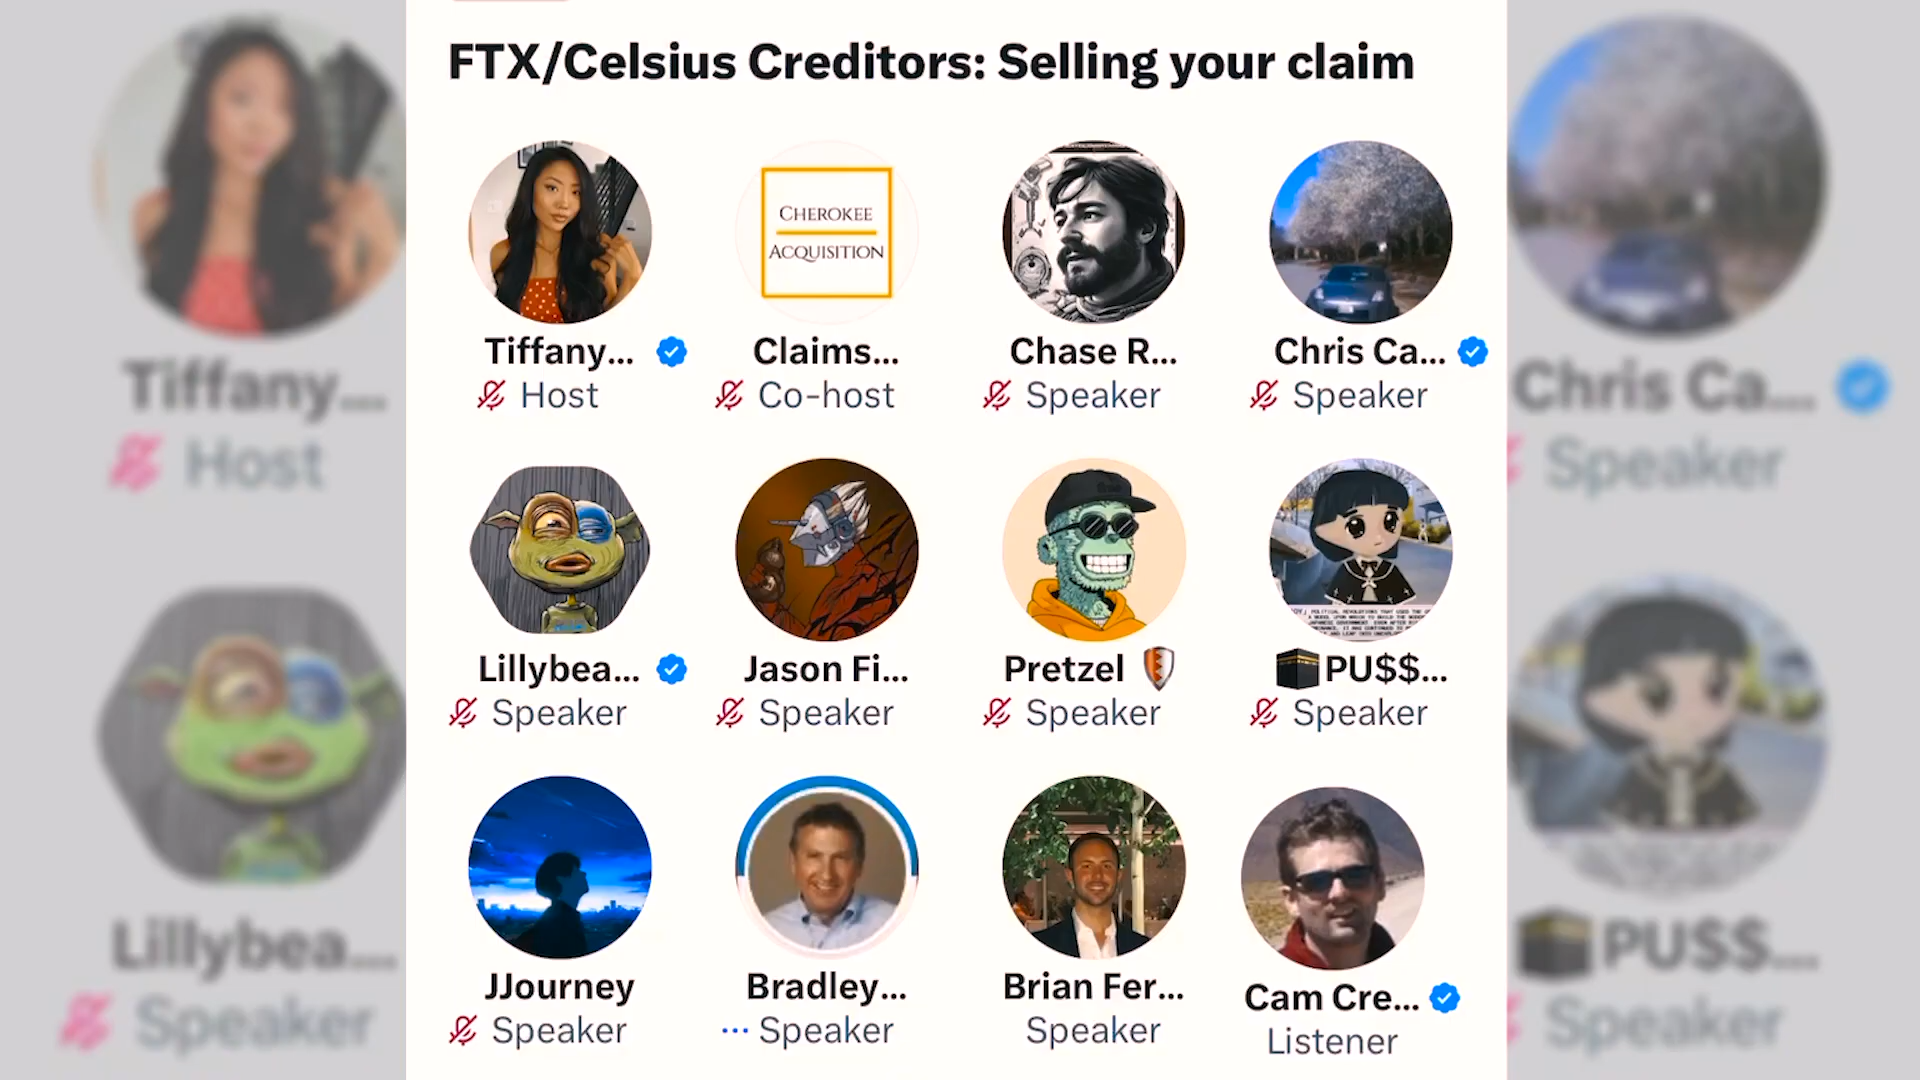 FTX/Celsius Creditors: Selling your claim
CHEROKEE
ACQUISITION
Tiffany... Claims... Chase R... Chris Ca...
Host Co-host Speaker Speaker
Lillybea... Jason Fi... Pretzel PU$$...
Speaker Speaker Speaker Speaker
JJourney Bradley... Brian Fer... Cam Cre...
Speaker Speaker Speaker Listener
Tiffany...
Host
Lillybea...
Speaker
Chris Ca...
Speaker
PU$$...
Speaker